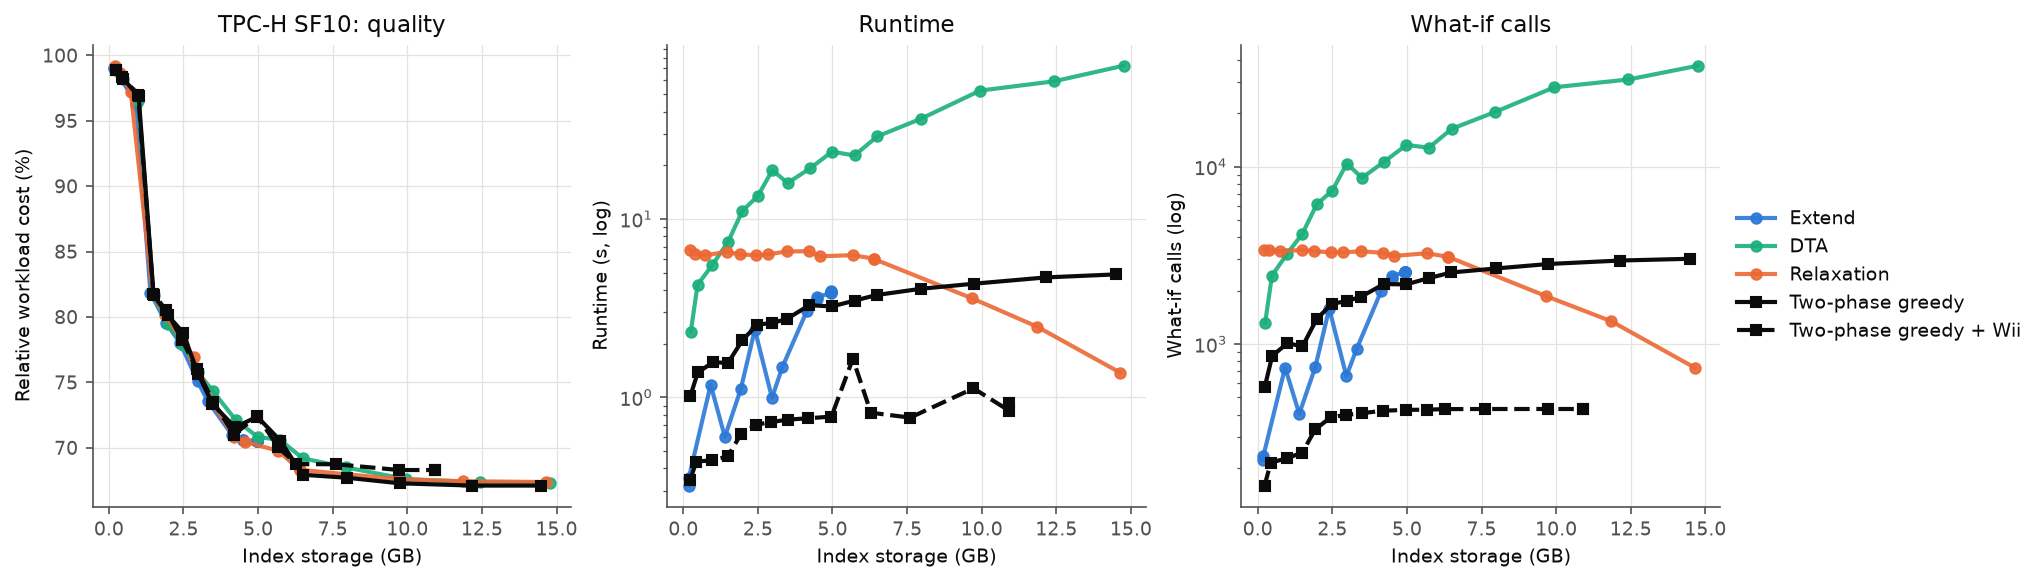 TPC-H SF10: quality
Relative workload cost (%)
100
95
90
85
80
75
70
0.0 2.5 5.0 7.5 10.0 12.5 15.0
Index storage (GB)
Runtime
Runtime (s, log)
10¹
10⁰
0.0 2.5 5.0 7.5 10.0 12.5 15.0
Index storage (GB)
What-if calls
What-if calls (log)
10⁴
10³
0.0 2.5 5.0 7.5 10.0 12.5 15.0
Index storage (GB)
Extend
DTA
Relaxation
Two-phase greedy
Two-phase greedy + Wii